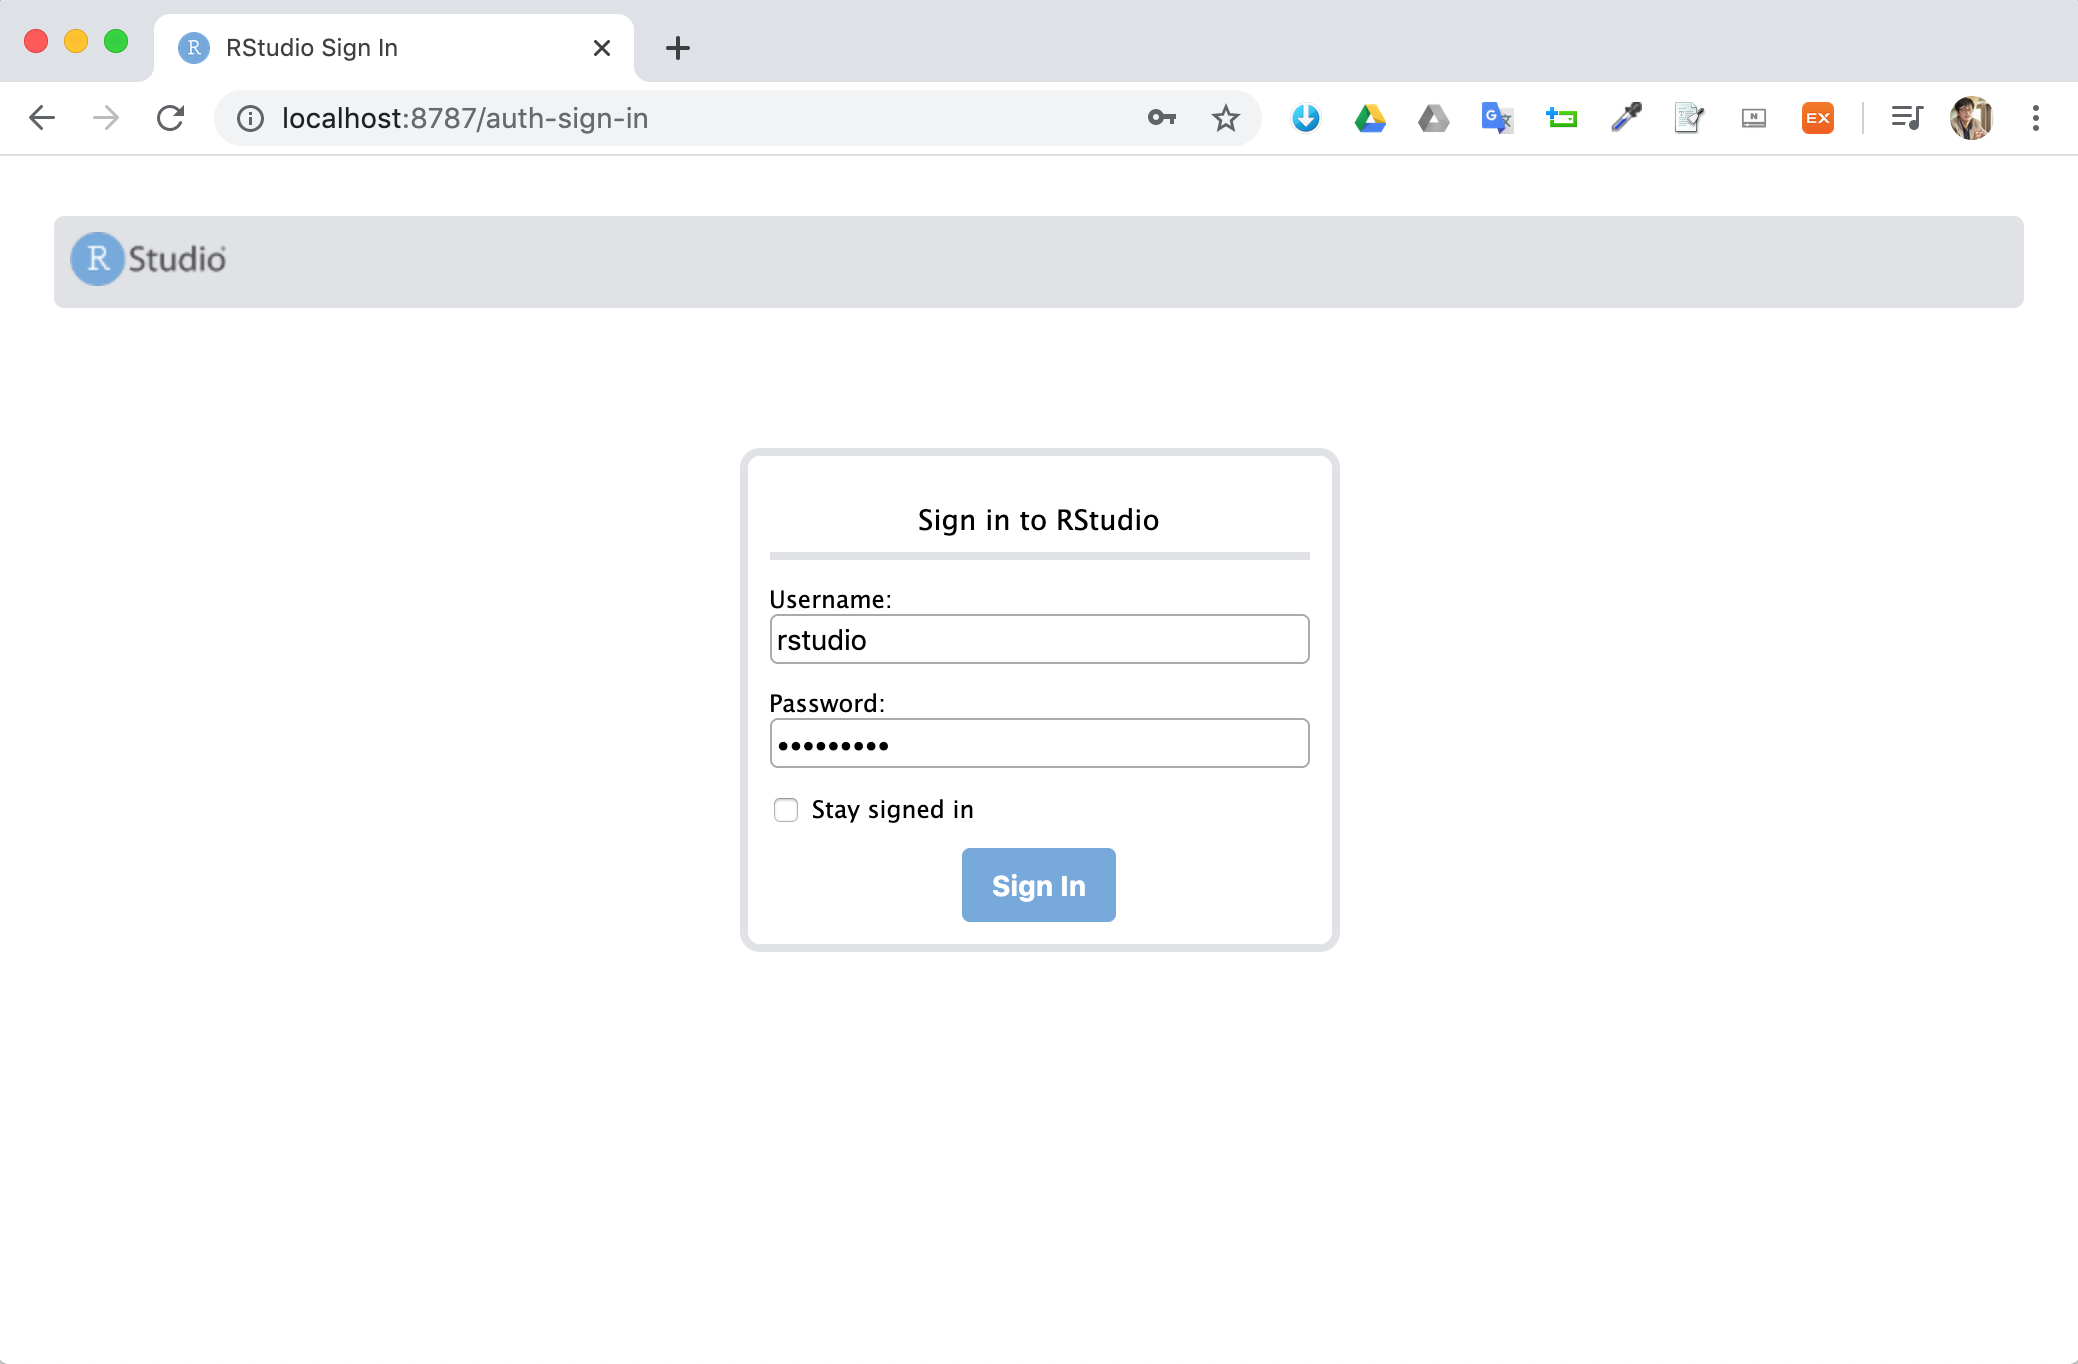 R RStudio Sign In
localhost:8787/auth-sign-in
G 文 N EX
R Studio
Sign in to RStudio
Username:
rstudio
Password:
•••••••••
Stay signed in
Sign In